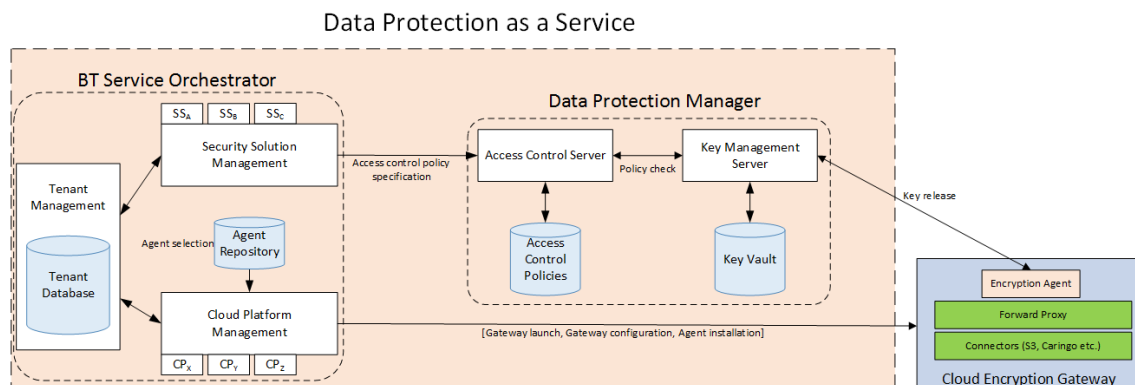 Data Protection as a Service
BT Service Orchestrator
SSA
SSB
SSC
Security Solution
Management
Tenant
Management
Tenant
Database
Agent selection
Agent
Repository
Cloud Platform
Management
CPX
CPY
CPZ
Access control policy
specification
Data Protection Manager
Access Control Server
Policy check
Key Management
Server
Access
Control
Policies
Key Vault
Key release
[Gateway launch, Gateway configuration, Agent installation]
Encryption Agent
Forward Proxy
Connectors (S3, Caringo etc.)
Cloud Encryption Gateway